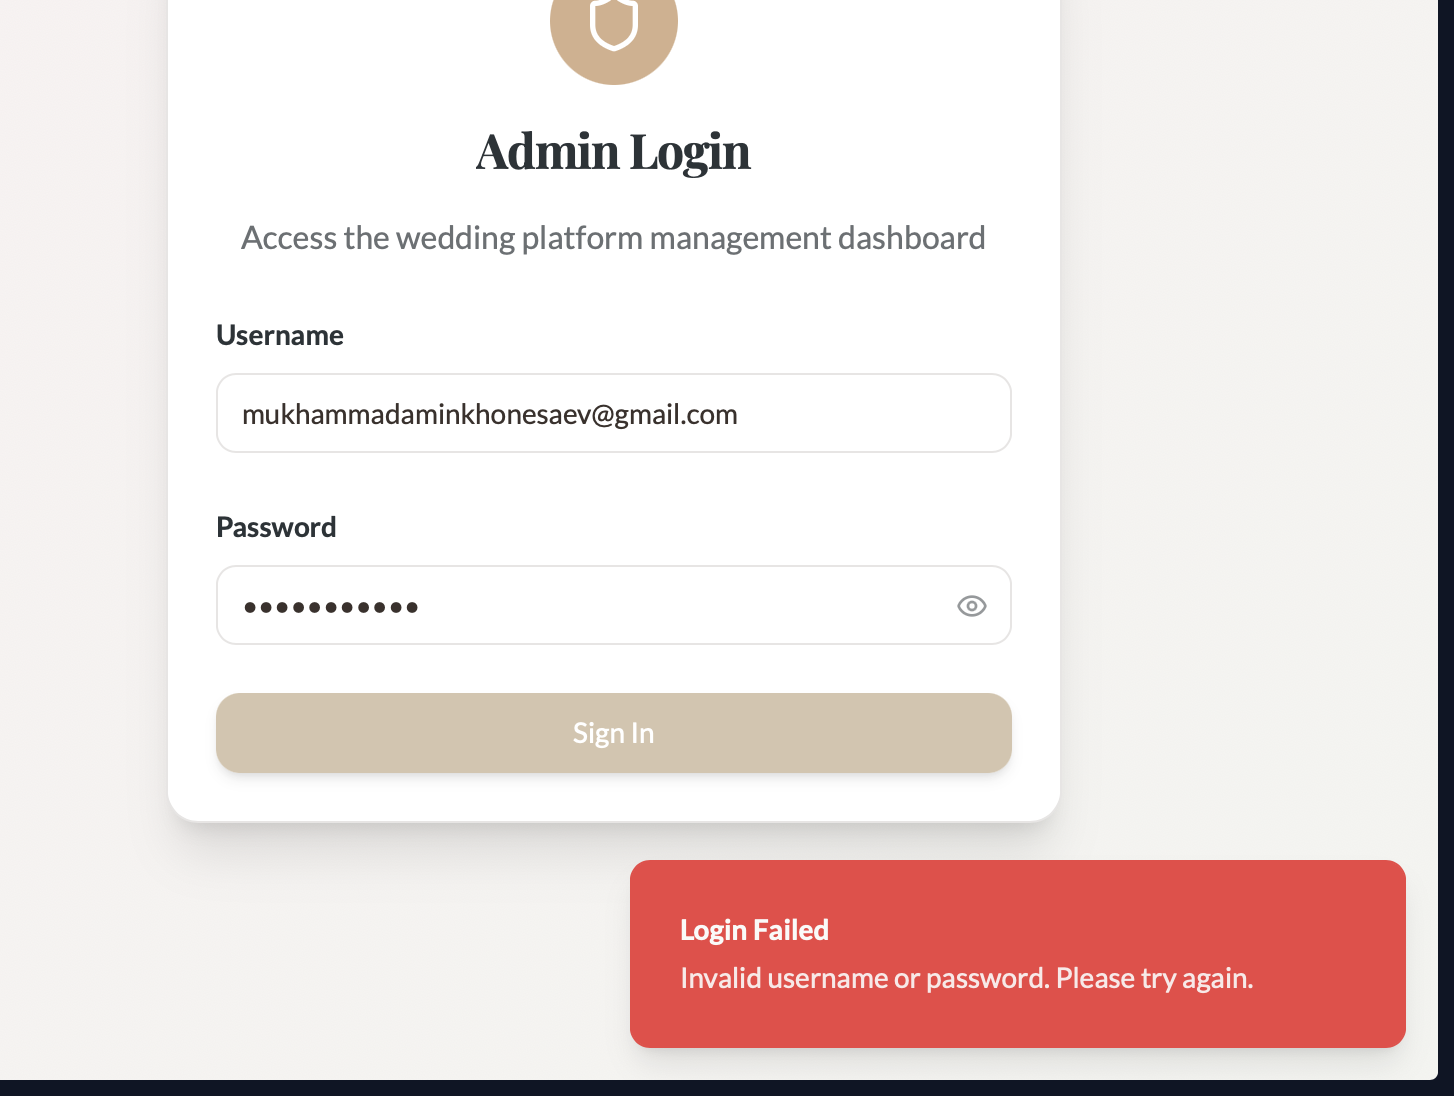 Admin Login
Access the wedding platform management dashboard
Username
mukhammadaminkhonesaev@gmail.com
Password
•••••••••••
Sign In
Login Failed
Invalid username or password. Please try again.